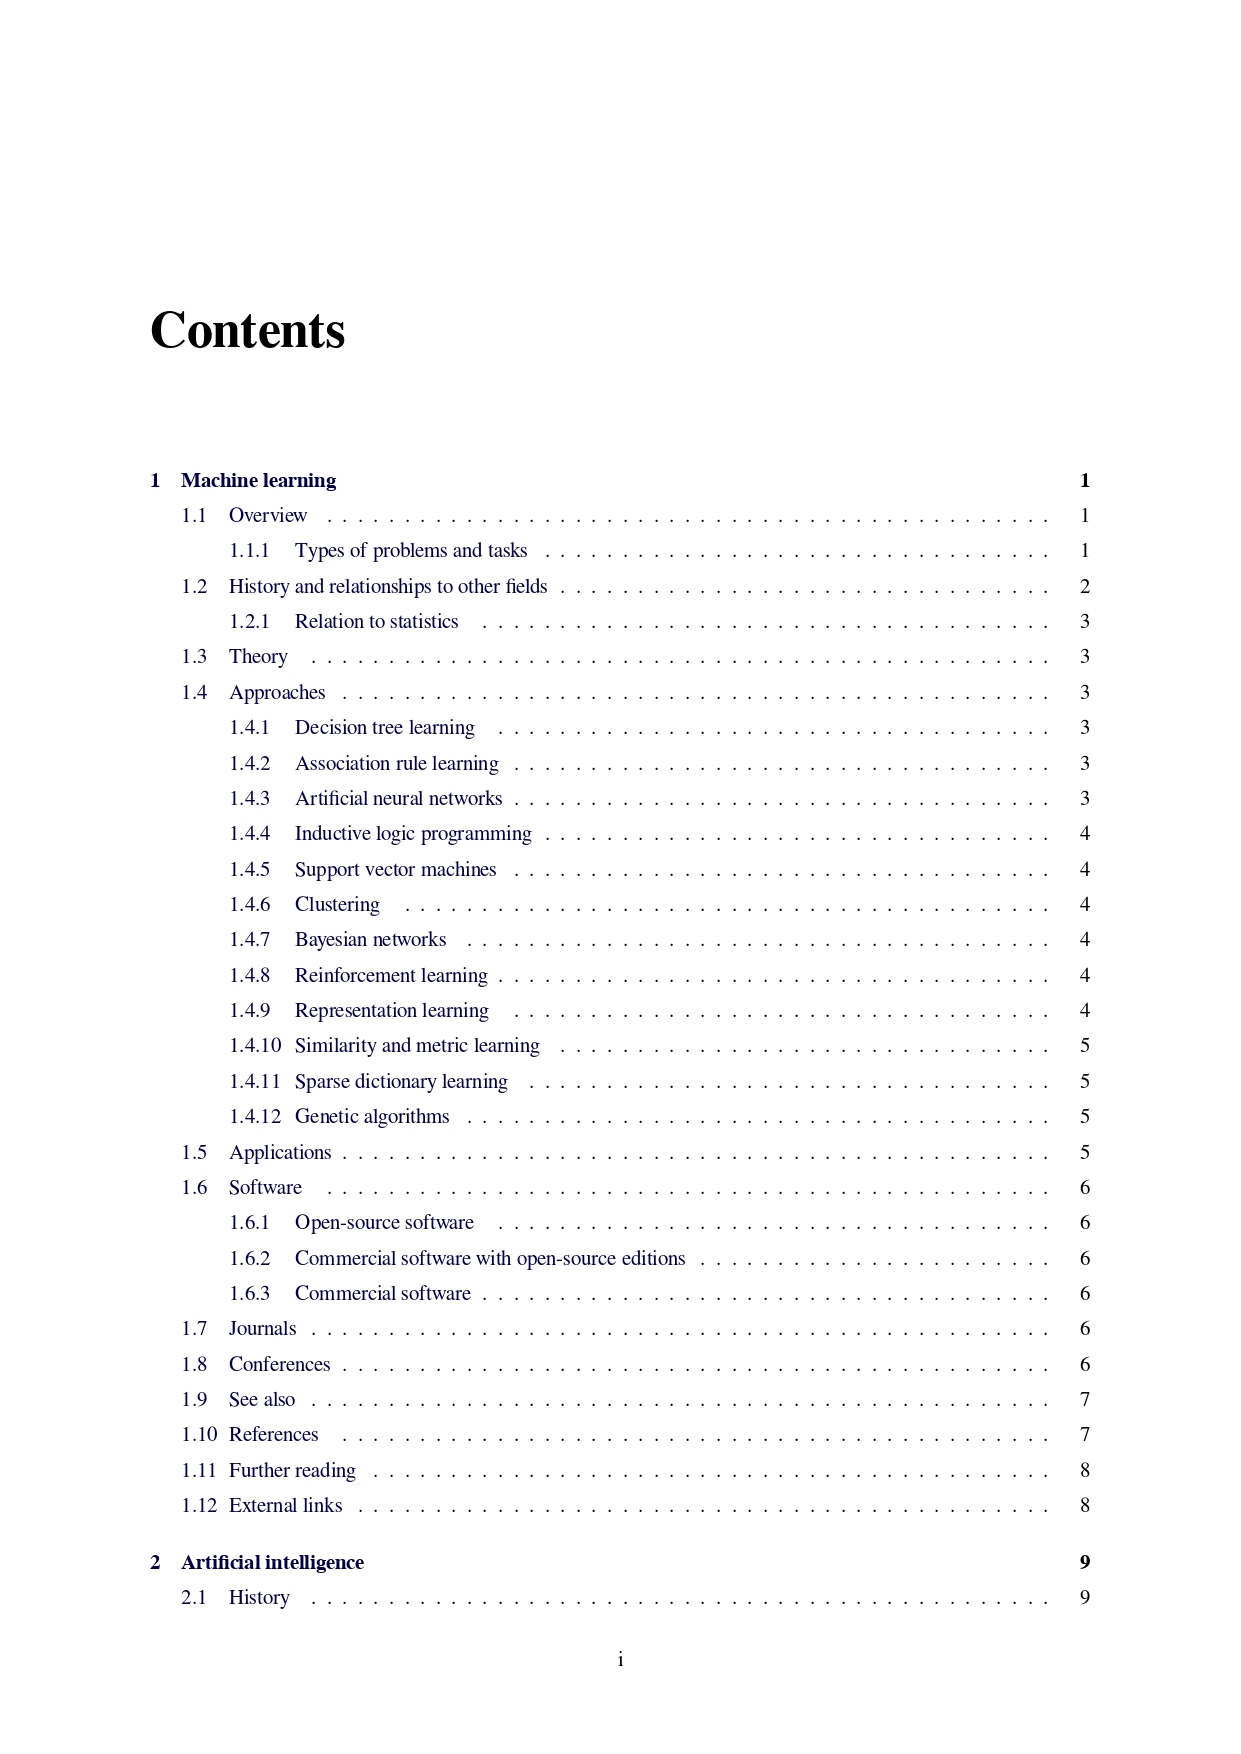 Contents
1 Machine learning 1
1.1 Overview . . . . . . . . . . . . . . . . . . . . . . . . . . . . . . . . . . . . . . . . . . . . . . . 1
1.1.1 Types of problems and tasks . . . . . . . . . . . . . . . . . . . . . . . . . . . . . . . . . 1
1.2 History and relationships to other fields . . . . . . . . . . . . . . . . . . . . . . . . . . . . . . . . 2
1.2.1 Relation to statistics . . . . . . . . . . . . . . . . . . . . . . . . . . . . . . . . . . . . . 3
1.3 Theory . . . . . . . . . . . . . . . . . . . . . . . . . . . . . . . . . . . . . . . . . . . . . . . . 3
1.4 Approaches . . . . . . . . . . . . . . . . . . . . . . . . . . . . . . . . . . . . . . . . . . . . . . 3
1.4.1 Decision tree learning . . . . . . . . . . . . . . . . . . . . . . . . . . . . . . . . . . . . 3
1.4.2 Association rule learning . . . . . . . . . . . . . . . . . . . . . . . . . . . . . . . . . . . 3
1.4.3 Artificial neural networks . . . . . . . . . . . . . . . . . . . . . . . . . . . . . . . . . . . 3
1.4.4 Inductive logic programming . . . . . . . . . . . . . . . . . . . . . . . . . . . . . . . . . 4
1.4.5 Support vector machines . . . . . . . . . . . . . . . . . . . . . . . . . . . . . . . . . . . 4
1.4.6 Clustering . . . . . . . . . . . . . . . . . . . . . . . . . . . . . . . . . . . . . . . . . . 4
1.4.7 Bayesian networks . . . . . . . . . . . . . . . . . . . . . . . . . . . . . . . . . . . . . . 4
1.4.8 Reinforcement learning . . . . . . . . . . . . . . . . . . . . . . . . . . . . . . . . . . . . 4
1.4.9 Representation learning . . . . . . . . . . . . . . . . . . . . . . . . . . . . . . . . . . . 4
1.4.10 Similarity and metric learning . . . . . . . . . . . . . . . . . . . . . . . . . . . . . . . . 5
1.4.11 Sparse dictionary learning . . . . . . . . . . . . . . . . . . . . . . . . . . . . . . . . . . 5
1.4.12 Genetic algorithms . . . . . . . . . . . . . . . . . . . . . . . . . . . . . . . . . . . . . . 5
1.5 Applications . . . . . . . . . . . . . . . . . . . . . . . . . . . . . . . . . . . . . . . . . . . . . . 5
1.6 Software . . . . . . . . . . . . . . . . . . . . . . . . . . . . . . . . . . . . . . . . . . . . . . . 6
1.6.1 Open-source software . . . . . . . . . . . . . . . . . . . . . . . . . . . . . . . . . . . . 6
1.6.2 Commercial software with open-source editions . . . . . . . . . . . . . . . . . . . . . . . 6
1.6.3 Commercial software . . . . . . . . . . . . . . . . . . . . . . . . . . . . . . . . . . . . . 6
1.7 Journals . . . . . . . . . . . . . . . . . . . . . . . . . . . . . . . . . . . . . . . . . . . . . . . . 6
1.8 Conferences . . . . . . . . . . . . . . . . . . . . . . . . . . . . . . . . . . . . . . . . . . . . . . 6
1.9 See also . . . . . . . . . . . . . . . . . . . . . . . . . . . . . . . . . . . . . . . . . . . . . . . . 7
1.10 References . . . . . . . . . . . . . . . . . . . . . . . . . . . . . . . . . . . . . . . . . . . . . . 7
1.11 Further reading . . . . . . . . . . . . . . . . . . . . . . . . . . . . . . . . . . . . . . . . . . . . 8
1.12 External links . . . . . . . . . . . . . . . . . . . . . . . . . . . . . . . . . . . . . . . . . . . . . 8
2 Artificial intelligence 9
2.1 History . . . . . . . . . . . . . . . . . . . . . . . . . . . . . . . . . . . . . . . . . . . . . . . . 9
i